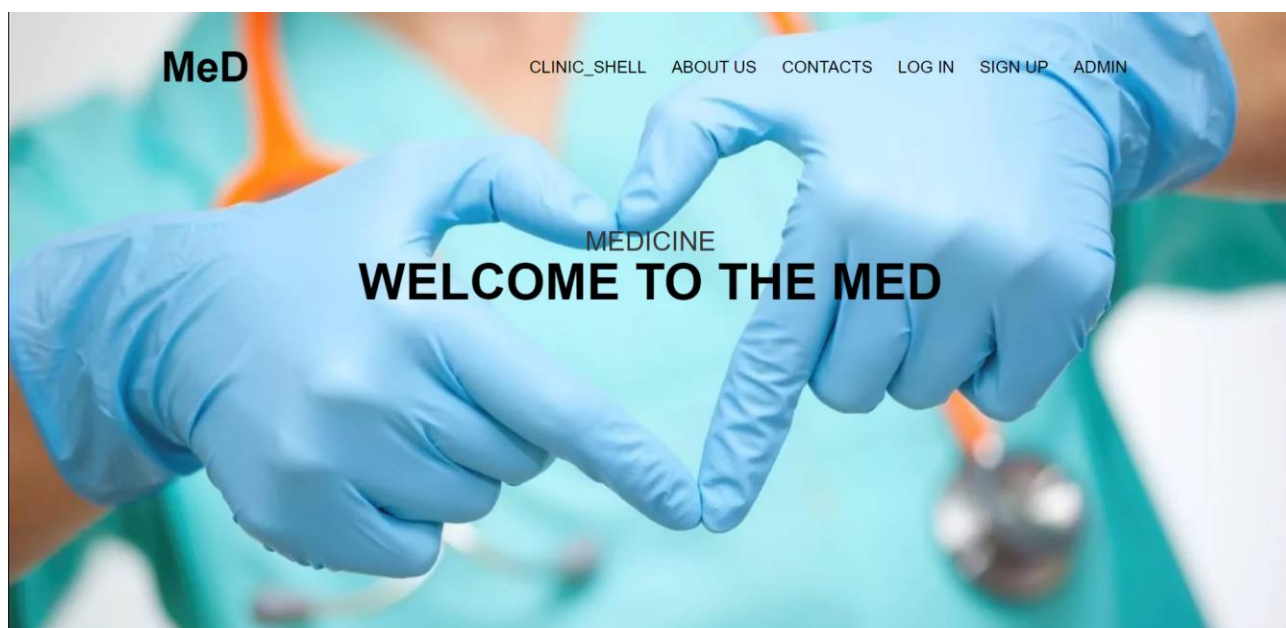 MeD
CLINIC_SHELL ABOUT US CONTACTS LOG IN SIGN UP ADMIN
MEDICINE
WELCOME TO THE MED